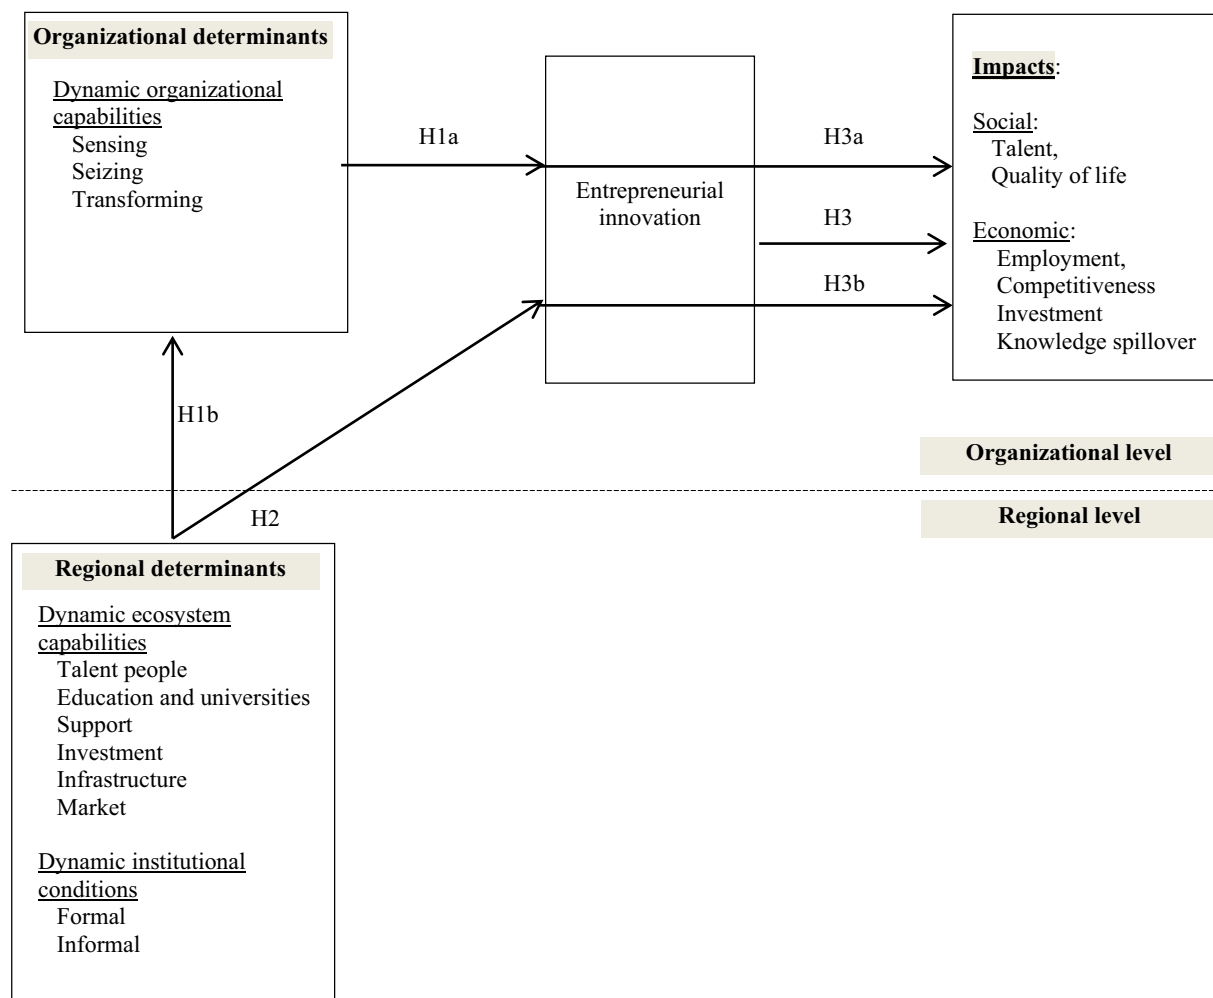 Organizational determinants
Dynamic organizational
capabilities
Sensing
Seizing
Transforming
H1a
Entrepreneurial
innovation
H3a
H3
H3b
Impacts:
Social:
Talent,
Quality of life
Economic:
Employment,
Competitiveness
Investment
Knowledge spillover
H1b
H2
Organizational level
Regional level
Regional determinants
Dynamic ecosystem
capabilities
Talent people
Education and universities
Support
Investment
Infrastructure
Market
Dynamic institutional
conditions
Formal
Informal